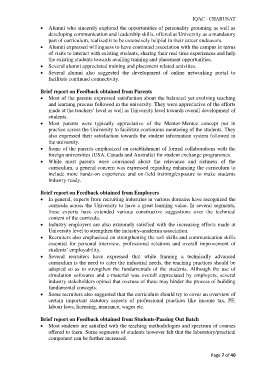 IQAC - CHARUSAT
• Alumni who sincerely explored the opportunities of personality grooming as well as
developing communication and leadership skills, offered as University as a mandatory
part of curriculum, realised it to be extremely helpful in their career endeavors.
• Alumni expressed willingness to have continued association with the campus in terms
of visits to interact with existing students, sharing their real-time experiences and help
the existing students towards availing training and placement opportunities.
• Several alumni appreciated training and placement related activities.
• Several alumni also suggested the development of online networking portal to
facilitate continued connectivity.
Brief report on Feedback obtained from Parents
• Most of the parents expressed satisfaction about the balanced yet evolving teaching
and learning process followed in the university. They were appreciative of the efforts
made at the teachers' level as well as University level towards overall development of
students.
• Most parents were typically appreciative of the Mentor-Mentee concept put in
practice across the University to facilitate continuous mentoring of the students. They
also expressed their satisfaction towards the student information system followed in
the university.
• Some of the parents emphasized on establishment of formal collaborations with the
foreign universities (USA, Canada and Australia) for student exchange programmes.
• While most parents were convinced about the relevance and richness of the
curriculum, a general concern was expressed regarding enhancing the curriculum to
include more hands-on experience and on-field training/exposure to make students
industry-ready.
Brief report on Feedback obtained from Employers
• In general, experts from recruiting industries in various domains have recognized the
curricula across the University to have a great learning value. In several segments,
these experts have extended various constructive suggestions over the technical
content of the curricula.
• Industry employers are also extremely satisfied with the increasing efforts made at
University level to strengthen the industry-academia association.
• Recruiters also emphasized on strengthening the soft skills and communication skills
essential for personal interview, professional relations and overall improvement of
students' employability.
• Several recruiters have expressed that while framing a technically advanced
curriculum is the need to cater the industrial needs, the teaching practices should be
adopted so as to strengthen the fundamentals of the students. Although the use of
simulation softwares and e-material was overall appreciated by employers, several
industry stakeholders opined that overuse of these may hinder the process of building
fundamental concepts.
• Some recruiters also suggested that the curriculum should try to cover an overview of
certain important statutory aspects of professional practices like income tax, PF,
labour laws, licensing, insurance, wages etc.
Brief report on Feedback obtained from Students-Passing Out Batch
• Most students are satisfied with the teaching methodologies and spectrum of courses
offered to them. Some segments of students however felt that the laboratory/practical
component can be further increased.
Page 7 of 40